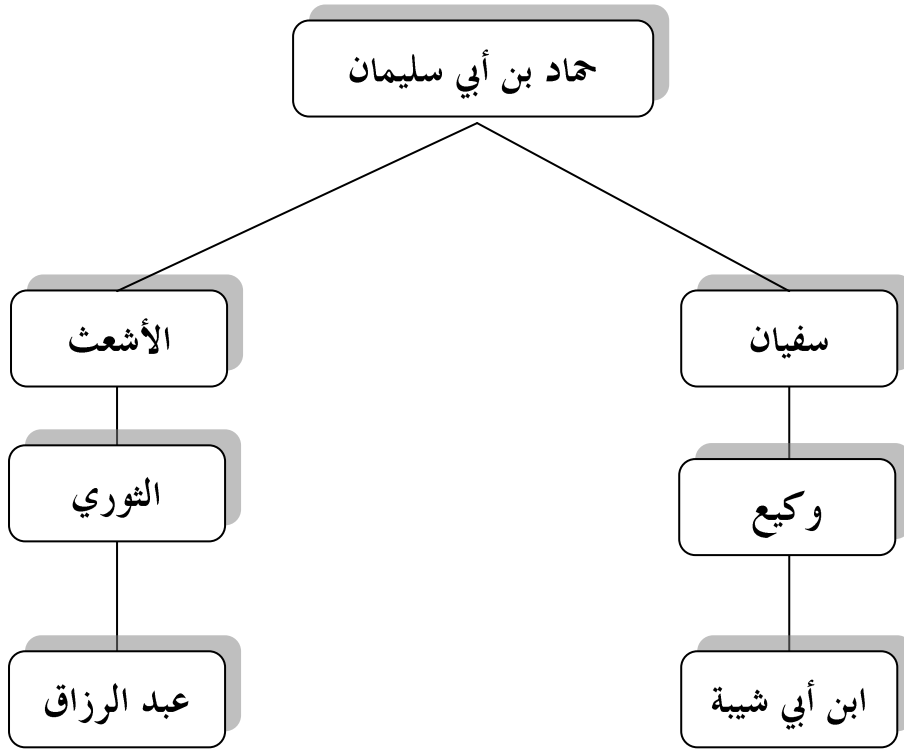 حماد بن أبي سليمان
سفيان
الأشعث
وكيع
الثوري
ابن أبي شيبة
عبد الرزاق